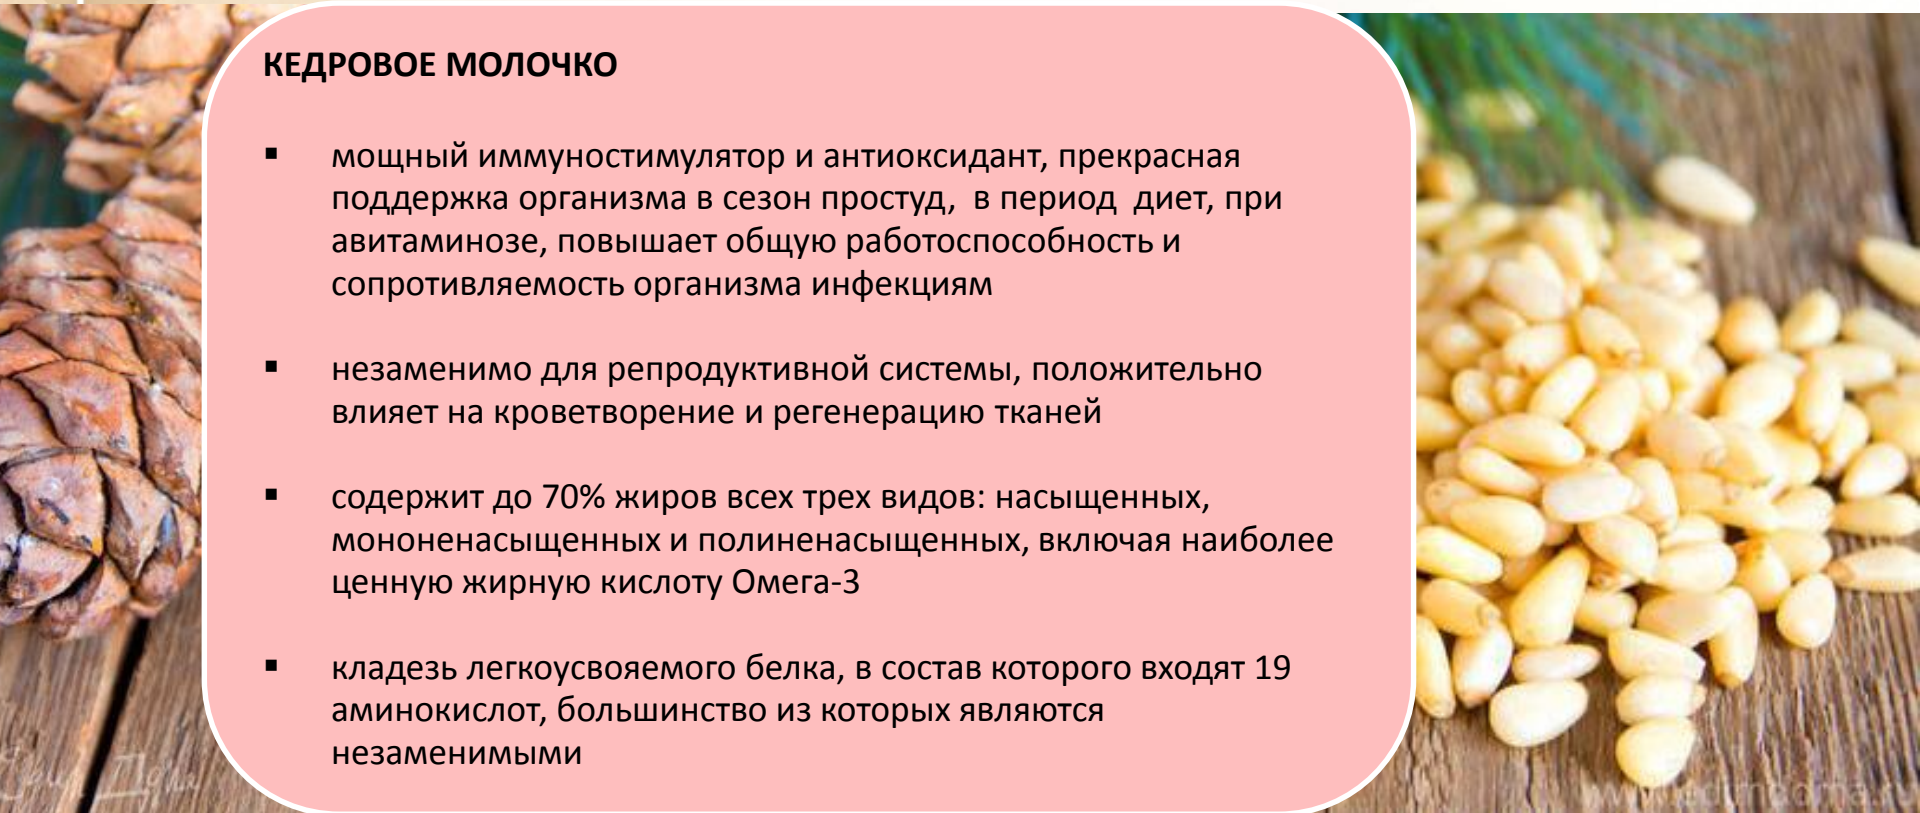 КЕДРОВОЕ МОЛОЧКО
▪ мощный иммуностимулятор и антиоксидант, прекрасная
поддержка организма в сезон простуд, в период диет, при
авитаминозе, повышает общую работоспособность и
сопротивляемость организма инфекциям
▪ незаменимо для репродуктивной системы, положительно
влияет на кроветворение и регенерацию тканей
▪ содержит до 70% жиров всех трех видов: насыщенных,
мононенасыщенных и полиненасыщенных, включая наиболее
ценную жирную кислоту Омега-3
▪ кладезь легкоусвояемого белка, в состав которого входят 19
аминокислот, большинство из которых являются
незаменимыми